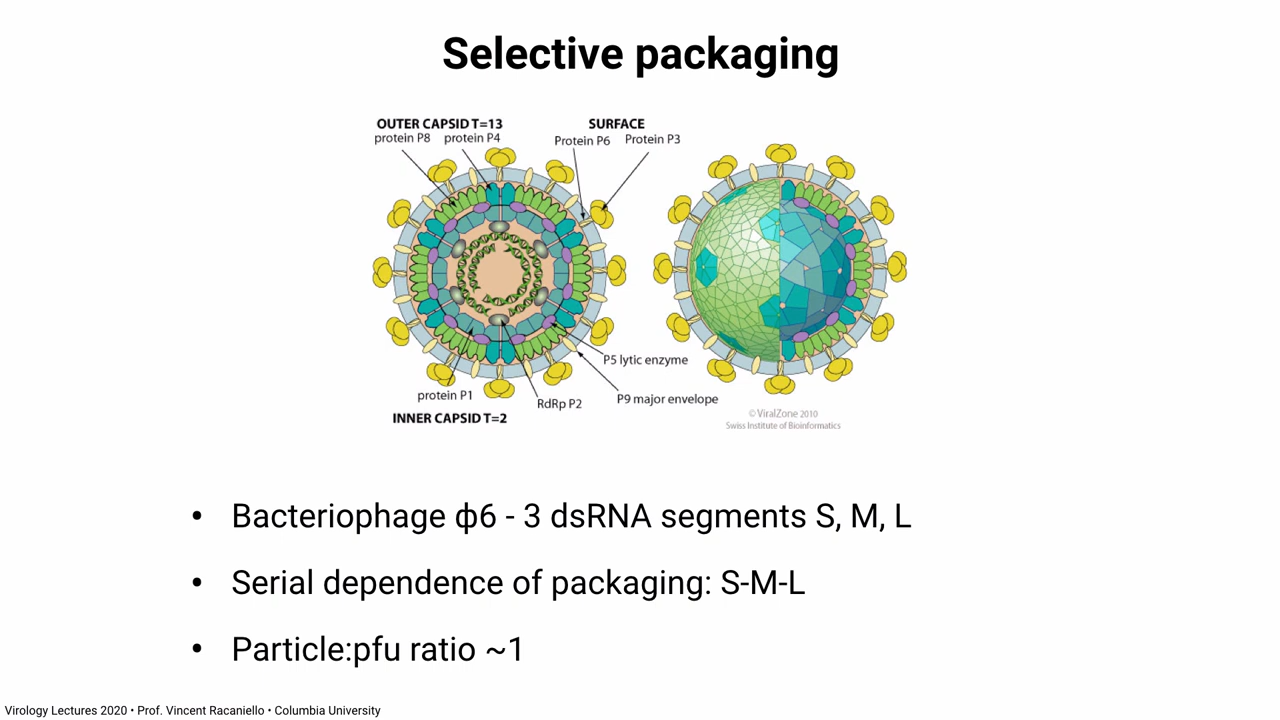 Selective packaging
OUTER CAPSID T=13
protein P8 protein P4
SURFACE
Protein P6 Protein P3
P5 lytic enzyme
protein P1
RdRp P2
P9 major envelope
INNER CAPSID T=2
© ViralZone 2010
Swiss Institute of Bioinformatics
• Bacteriophage ф6 - 3 dsRNA segments S, M, L
• Serial dependence of packaging: S-M-L
• Particle:pfu ratio ~1
Virology Lectures 2020 • Prof. Vincent Racaniello • Columbia University